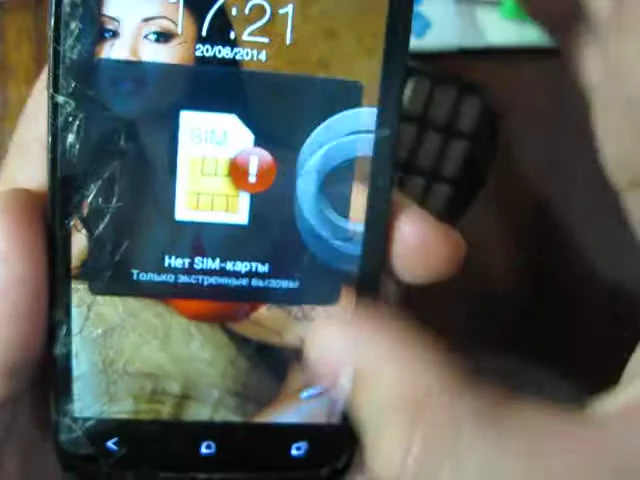 17:21
20/06/2014
SIM
!
Нет SIM-карты
Только экстренные вызовы